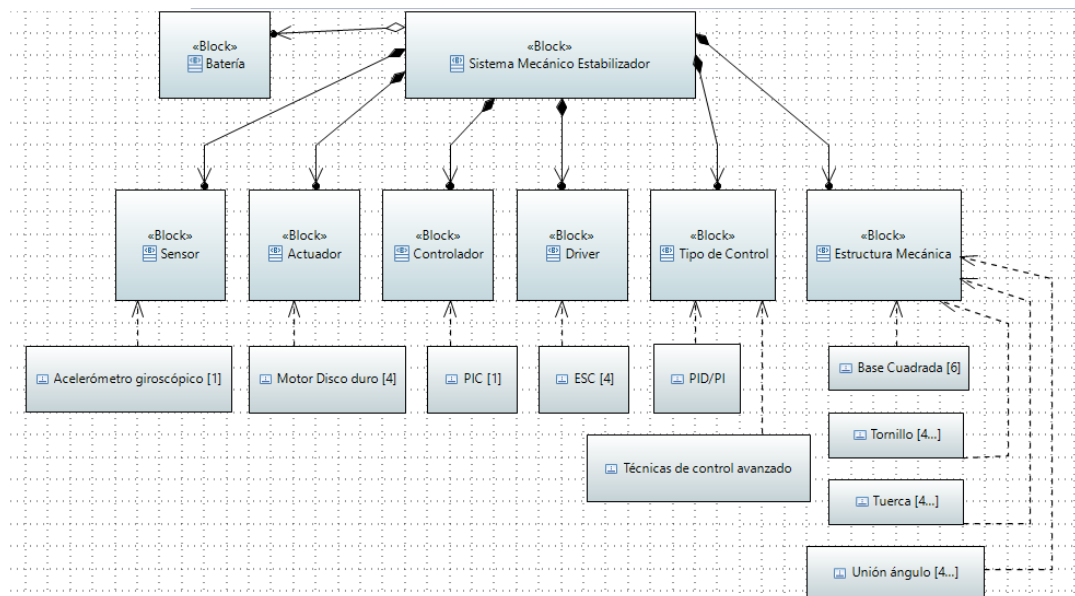 «Block»
Batería
«Block»
Sistema Mecánico Estabilizador
«Block»
Sensor
«Block»
Actuador
«Block»
Controlador
«Block»
Driver
«Block»
Tipo de Control
«Block»
Estructura Mecánica
Acelerómetro giroscópico [1]
Motor Disco duro [4]
PIC [1]
ESC [4]
PID/PI
Base Cuadrada [6]
Tornillo [4...]
Técnicas de control avanzado
Tuerca [4...]
Unión ángulo [4...]